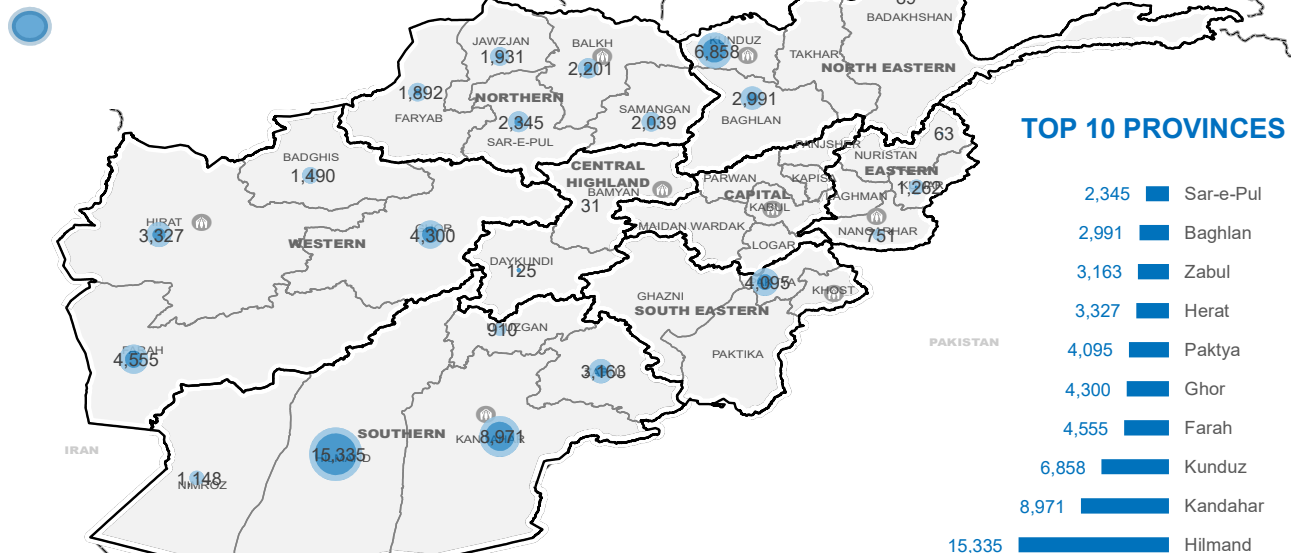 89
BADAKHSHAN
JAWZJAN
1,931
BALKH
2,201
6,858
TAKHAR
NORTH EASTERN
1,892
FARYAB
NORTHERN
2,345
SAR-E-PUL
SAMANGAN
2,039
2,991
BAGHLAN
63
TOP 10 PROVINCES
BADGHIS
1,490
CENTRAL
HIGHLAND
BAMYAN
31
PANJSHER
NURISTAN
EASTERN
1,262
PARWAN
KAPISA
CAPITAL
KABUL
LAGHMAN
HIRAT
3,327
WESTERN
4,300
MAIDAN WARDAK
LOGAR
NANGARHAR
751
DAYKUNDI
125
4,095
KHOST
GHAZNI
SOUTH EASTERN
PAKTIKA
910
4,555
3,163
PAKISTAN
IRAN
SOUTHERN
8,971
15,335
1,148
NIMROZ
2,345 Sar-e-Pul
2,991 Baghlan
3,163 Zabul
3,327 Herat
4,095 Paktya
4,300 Ghor
4,555 Farah
6,858 Kunduz
8,971 Kandahar
15,335 Hilmand